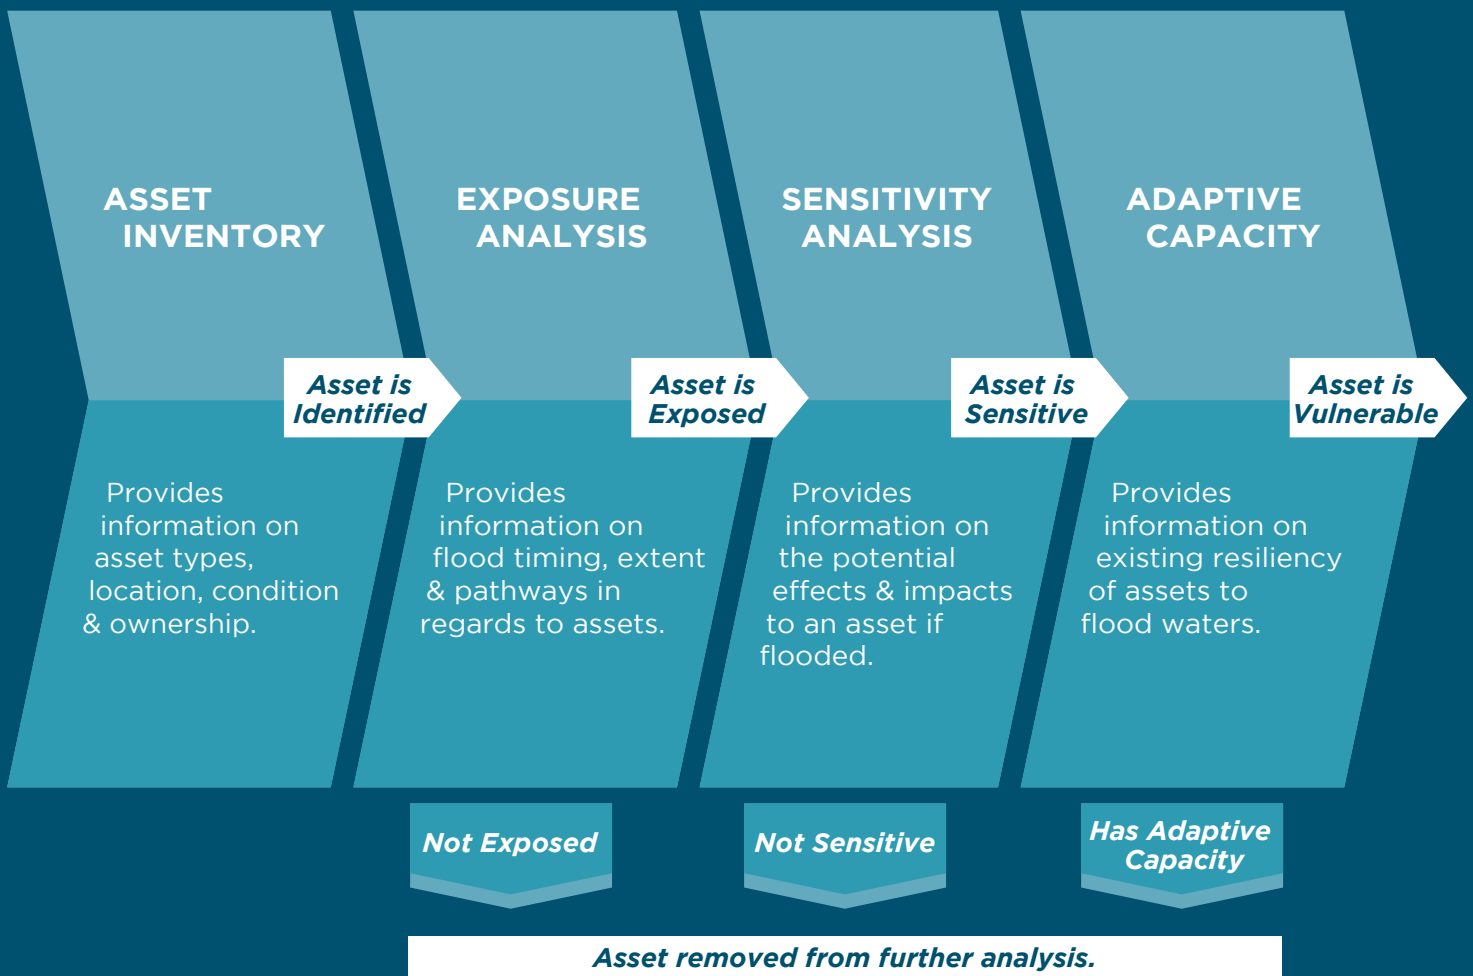 ASSET
INVENTORY
EXPOSURE
ANALYSIS
SENSITIVITY
ANALYSIS
ADAPTIVE
CAPACITY
Asset is
Identified
Asset is
Exposed
Asset is
Sensitive
Asset is
Vulnerable
Provides
information on
asset types,
location, condition
& ownership.
Provides
information on
flood timing, extent
& pathways in
regards to assets.
Provides
information on
the potential
effects & impacts
to an asset if
flooded.
Provides
information on
existing resiliency
of assets to
flood waters.
Not Exposed
Not Sensitive
Has Adaptive
Capacity
Asset removed from further analysis.